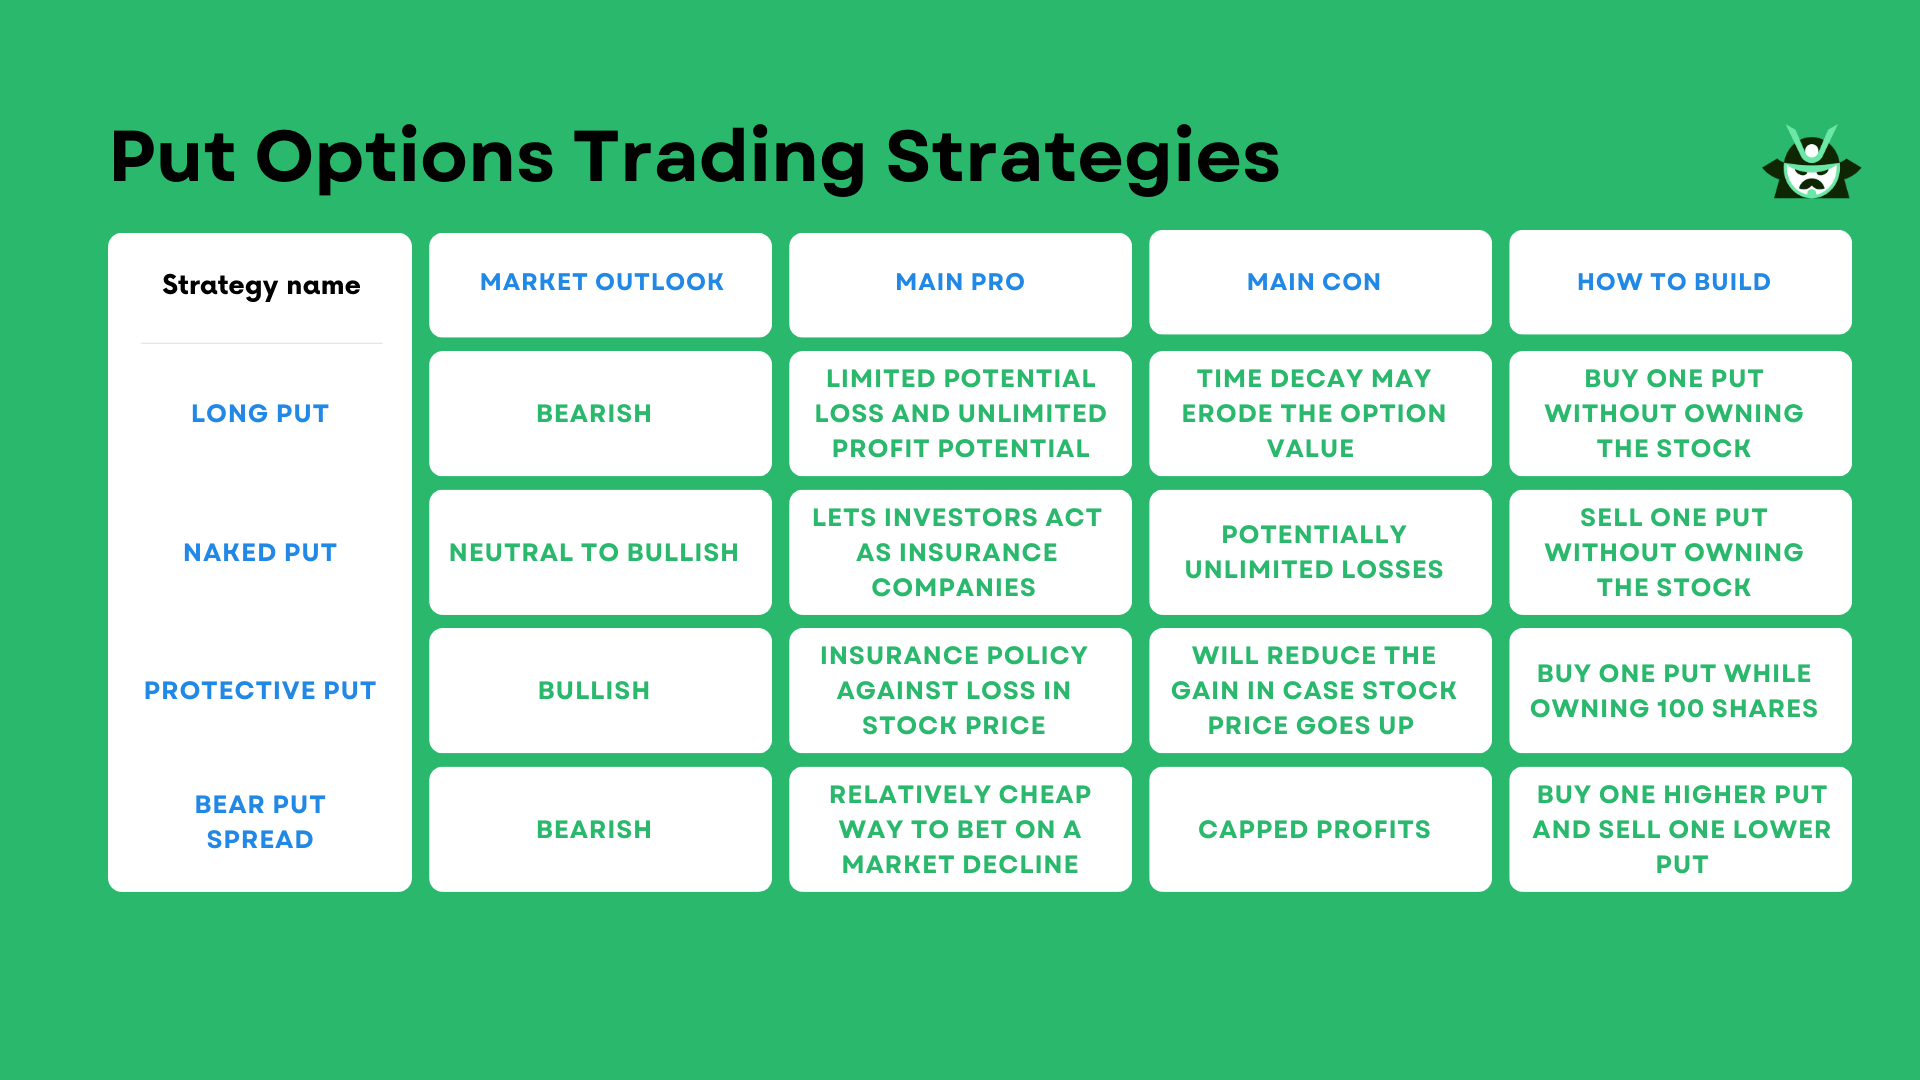 Put Options Trading Strategies
Strategy name
MARKET OUTLOOK
MAIN PRO
MAIN CON
HOW TO BUILD
LONG PUT
BEARISH
LIMITED POTENTIAL
LOSS AND UNLIMITED
PROFIT POTENTIAL
TIME DECAY MAY
ERODE THE OPTION
VALUE
BUY ONE PUT
WITHOUT OWNING
THE STOCK
NAKED PUT
NEUTRAL TO BULLISH
LETS INVESTORS ACT
AS INSURANCE
COMPANIES
POTENTIALLY
UNLIMITED LOSSES
SELL ONE PUT
WITHOUT OWNING
THE STOCK
PROTECTIVE PUT
BULLISH
INSURANCE POLICY
AGAINST LOSS IN
STOCK PRICE
WILL REDUCE THE
GAIN IN CASE STOCK
PRICE GOES UP
BUY ONE PUT WHILE
OWNING 100 SHARES
BEAR PUT
SPREAD
BEARISH
RELATIVELY CHEAP
WAY TO BET ON A
MARKET DECLINE
CAPPED PROFITS
BUY ONE HIGHER PUT
AND SELL ONE LOWER
PUT